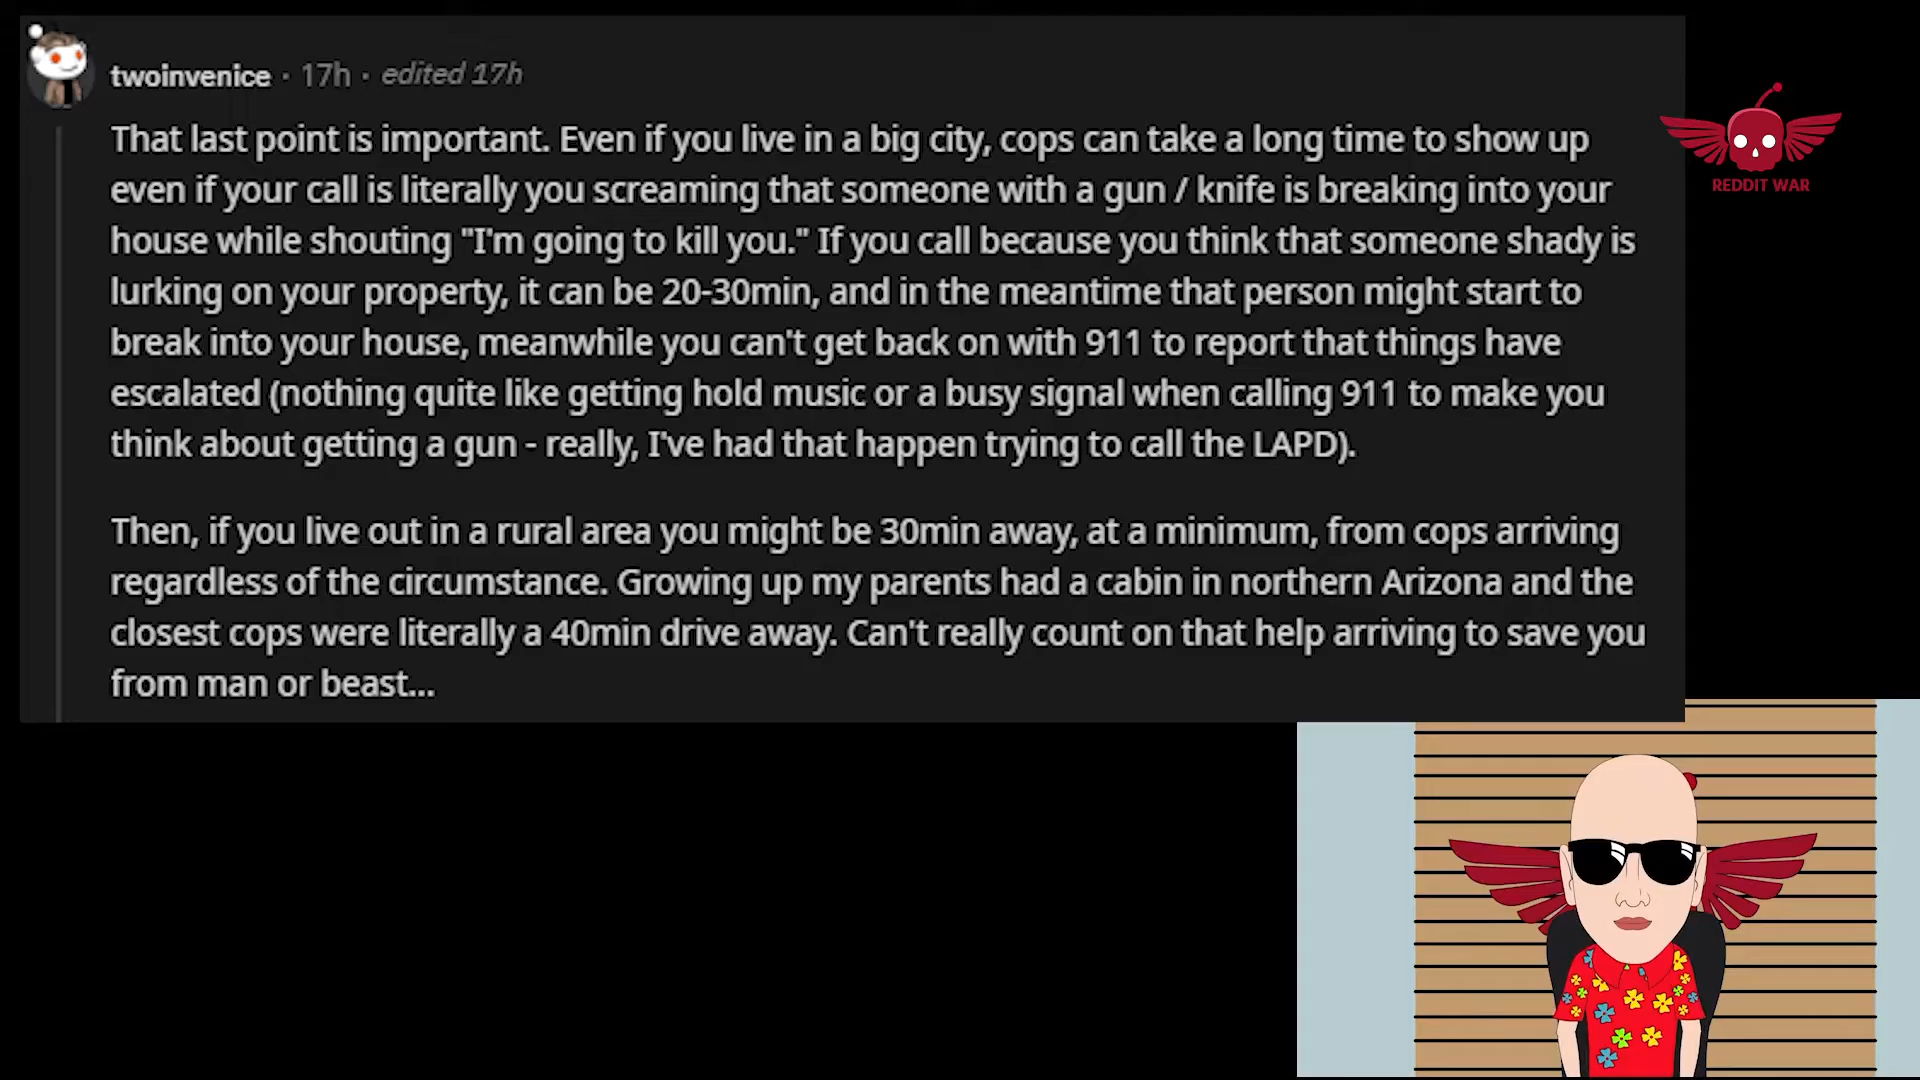 twoinvenice · 17h · edited 17h
That last point is important. Even if you live in a big city, cops can take a long time to show up
even if your call is literally you screaming that someone with a gun / knife is breaking into your
house while shouting "I'm going to kill you." If you call because you think that someone shady is
lurking on your property, it can be 20-30min, and in the meantime that person might start to
break into your house, meanwhile you can't get back on with 911 to report that things have
escalated (nothing quite like getting hold music or a busy signal when calling 911 to make you
think about getting a gun - really, I've had that happen trying to call the LAPD).
Then, if you live out in a rural area you might be 30min away, at a minimum, from cops arriving
regardless of the circumstance. Growing up my parents had a cabin in northern Arizona and the
closest cops were literally a 40min drive away. Can't really count on that help arriving to save you
from man or beast...
REDDIT WAR